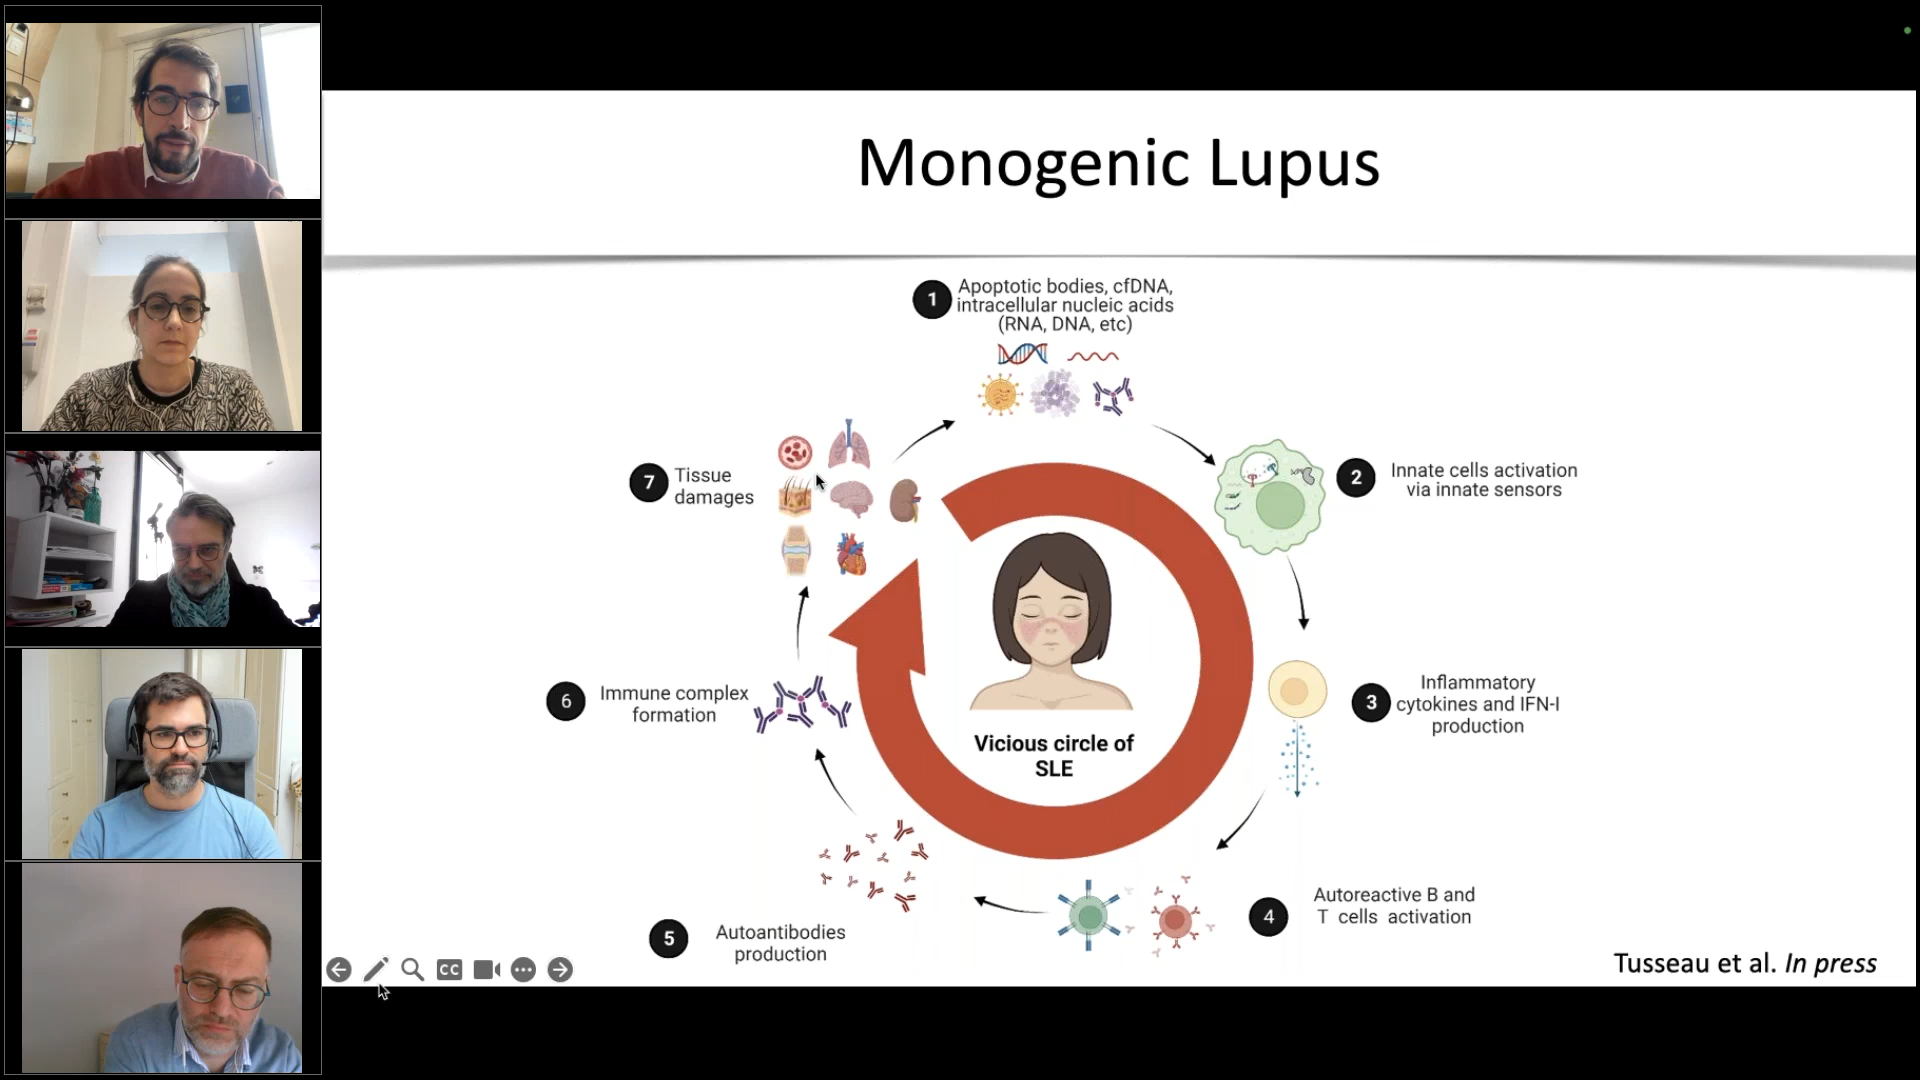 Monogenic Lupus
1
Apoptotic bodies, cfDNA,
intracellular nucleic acids
(RNA, DNA, etc)
2
Innate cells activation
via innate sensors
3
Inflammatory
cytokines and IFN-I
production
4
Autoreactive B and
T cells activation
5
Autoantibodies
production
6
Immune complex
formation
7
Tissue
damages
Vicious circle of
SLE
Tusseau et al. In press
CC